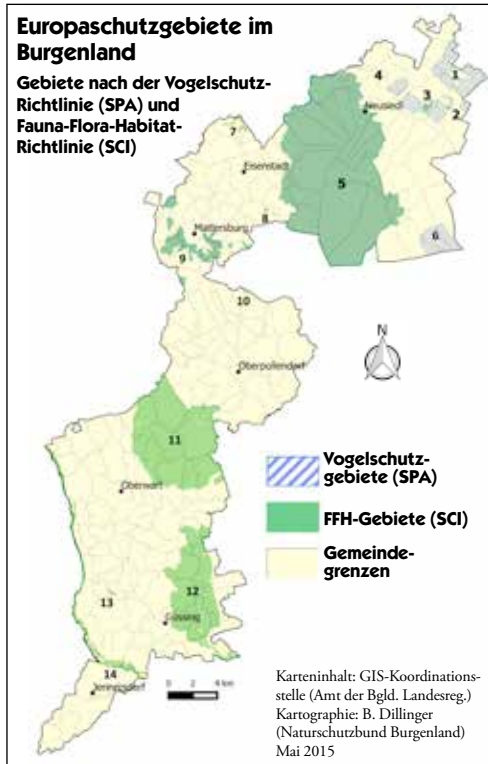 Europaschutzgebiete im
Burgenland
Gebiete nach der Vogelschutz-
Richtlinie (SPA) und
Fauna-Flora-Habitat-
Richtlinie (SCI)
1
4
3
Neusiedl
2
7
Eisenstadt
5
8
Mattersburg
6
9
10
N
Oberpullendorf
11
Vogelschutz-
gebiete (SPA)
Oberwart
FFH-Gebiete (SCI)
Gemeinde-
grenzen
12
13
Güssing
14
Jennersdorf
0 2 4 km
Karteninhalt: GIS-Koordinations-
stelle (Amt der Bgld. Landesreg.)
Kartographie: B. Dillinger
(Naturschutzbund Burgenland)
Mai 2015